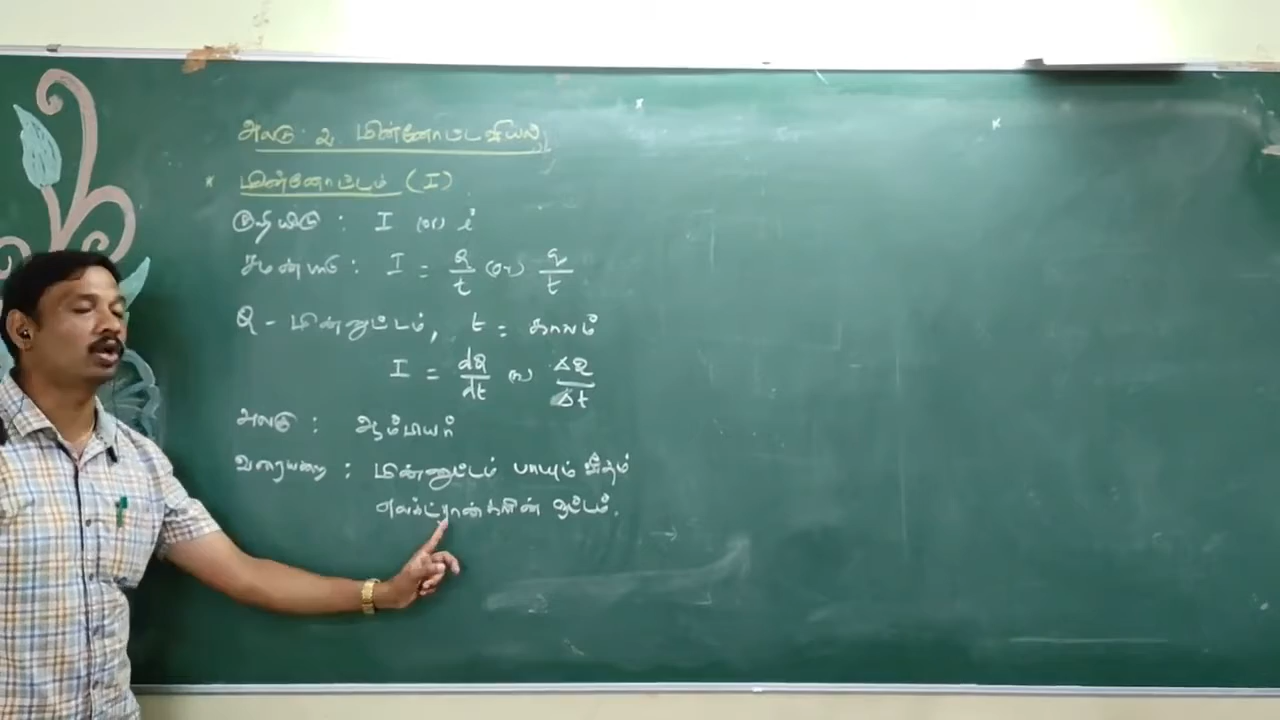 அலகு: 2. மின்னோட்டவியல்
* மின்னோட்டம் (I)
குறியீடு : I (or) i
சமன்பாடு : I = Q/t (or) q/t
Q - மின்னூட்டம், t = காலம்
I = dQ/dt (or) ΔQ/Δt
அலகு : ஆம்பியர்
வரையறை : மின்னூட்டம் பாயும் வீதம்
எலக்ட்ரான்களின் ஓட்டம்.